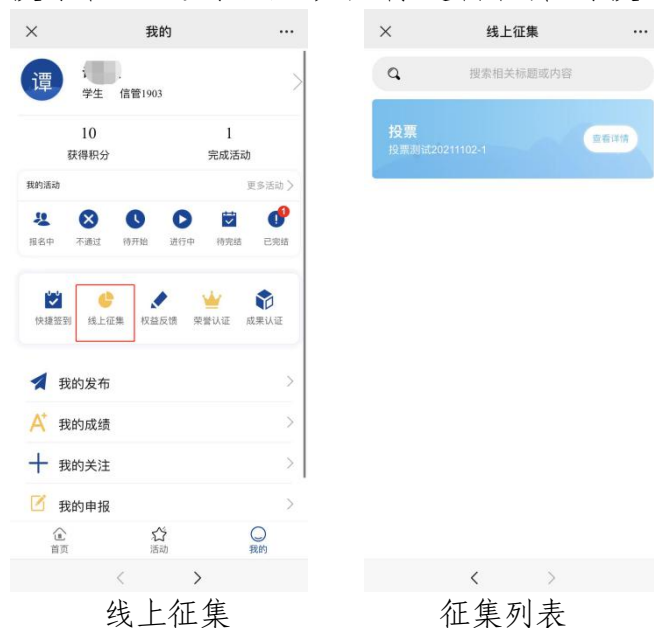 我的
谭
学生 信管1903
10
获得积分
1
完成活动
我的活动
更多活动
报名中
不通过
待开始
进行中
待完结
1
已完结
快捷签到
线上征集
权益反馈
荣誉认证
成果认证
我的发布
A+ 我的成绩
我的关注
我的申报
首页
活动
我的
线上征集
线上征集
搜索相关标题或内容
投票
投票测试20211102-1
查看详情
征集列表